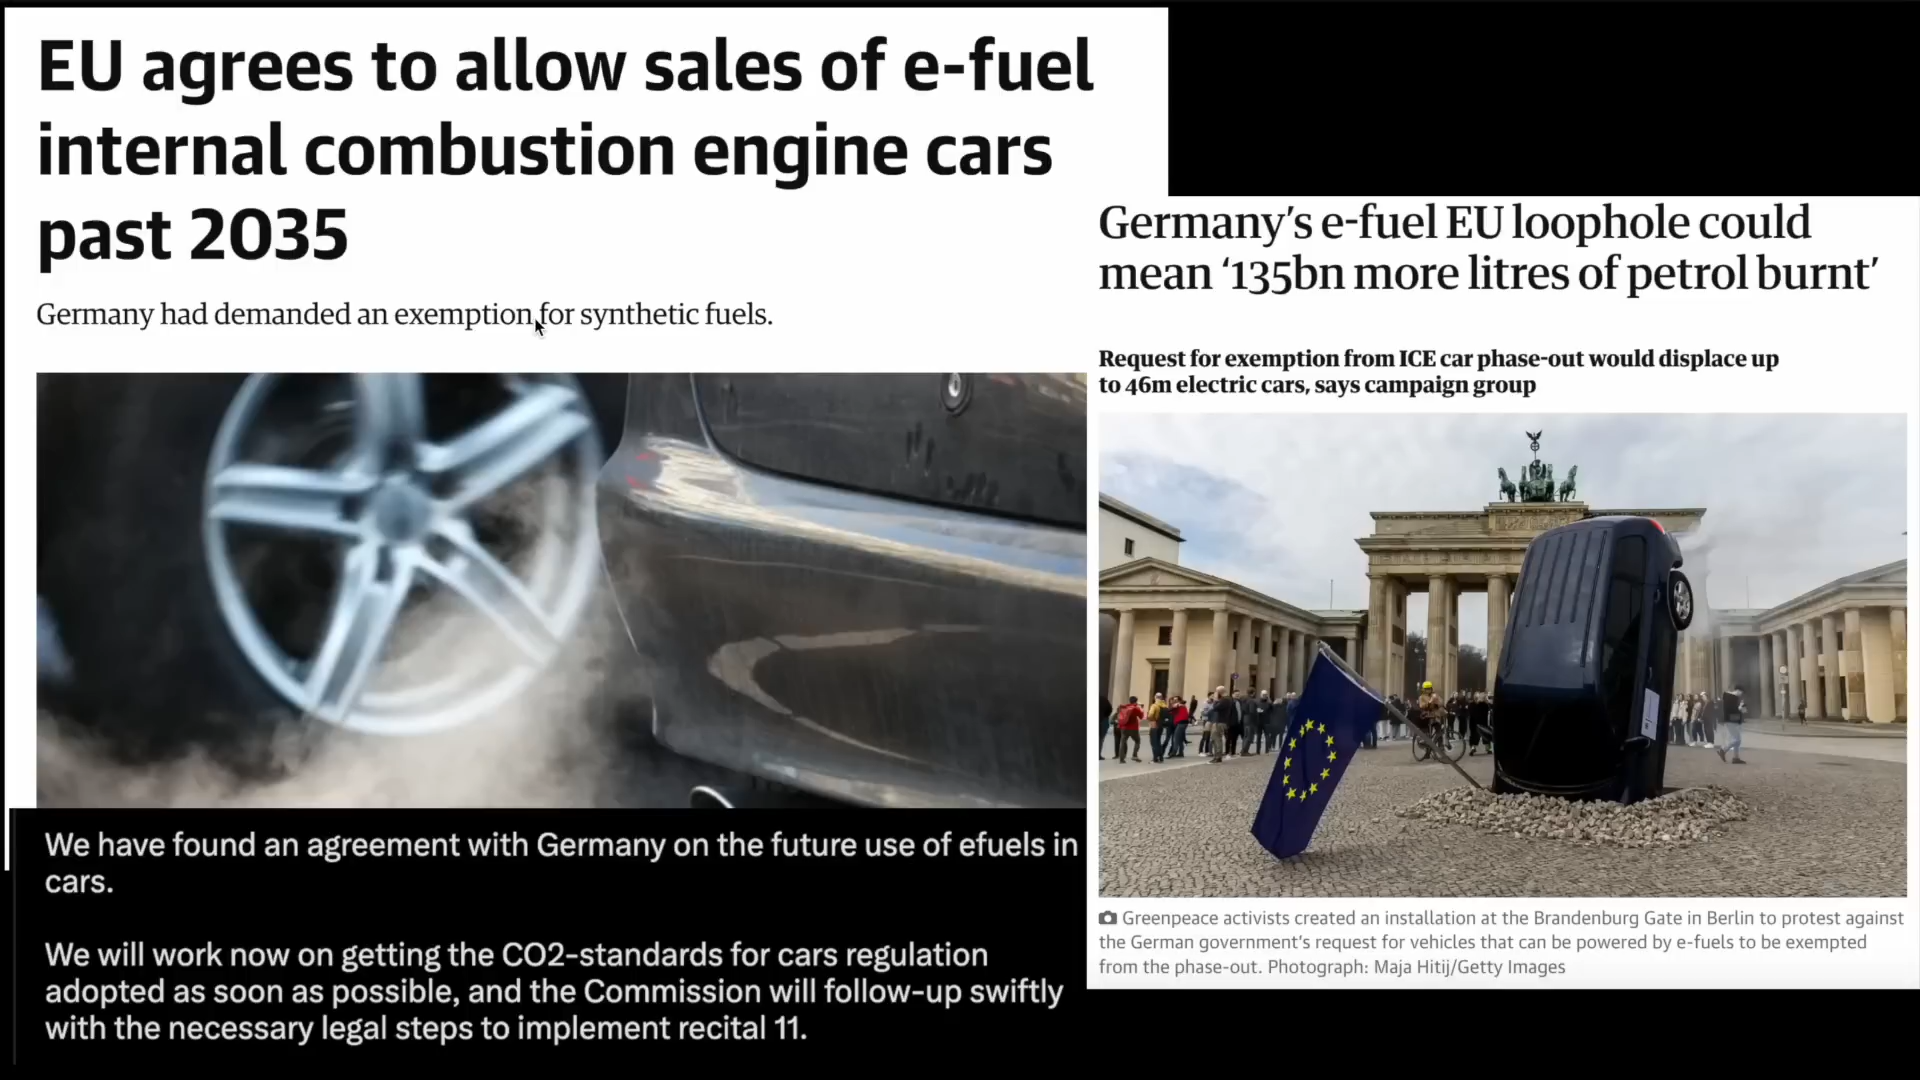 EU agrees to allow sales of e-fuel
internal combustion engine cars
past 2035
Germany had demanded an exemption for synthetic fuels.
We have found an agreement with Germany on the future use of efuels in
cars.
We will work now on getting the CO2-standards for cars regulation
adopted as soon as possible, and the Commission will follow-up swiftly
with the necessary legal steps to implement recital 11.
Germany’s e-fuel EU loophole could
mean ‘135bn more litres of petrol burnt’
Request for exemption from ICE car phase-out would displace up
to 46m electric cars, says campaign group
Greenpeace activists created an installation at the Brandenburg Gate in Berlin to protest against
the German government’s request for vehicles that can be powered by e-fuels to be exempted
from the phase-out. Photograph: Maja Hitij/Getty Images